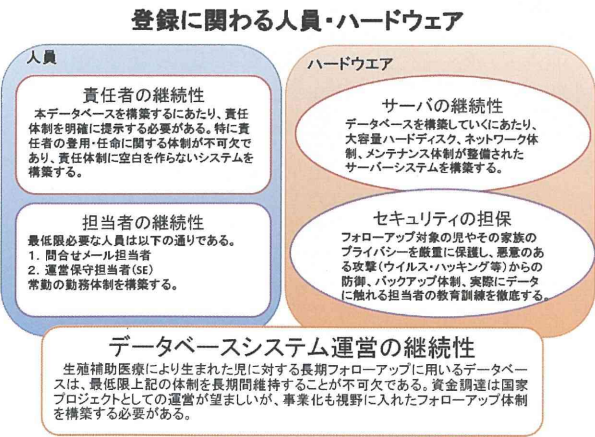 登録に関わる人員・ハードウェア
人員
責任者の継続性
本データベースを構築するにあたり、責任
体制を明確に提示する必要がある。特に責
任者の登用・任命に関する体制が不可欠で
あり、責任体制に空白を作らないシステムを
構築する。
担当者の継続性
最低限必要な人員は以下の通りである。
1. 問合せメール担当者
2. 運営保守担当者(SE)
常勤の勤務体制を構築する。
ハードウエア
サーバの継続性
データベースを構築していくにあたり、
大容量ハードディスク、ネットワーク体
制、メンテナンス体制が整備された
サーバーシステムを構築する。
セキュリティの担保
フォローアップ対象の児やその家族の
プライバシーを厳重に保護し、悪意のあ
る攻撃(ウイルス・ハッキング等)からの
防御、バックアップ体制、実際にデータ
に触れる担当者の教育訓練を徹底する。
データベースシステム運営の継続性
生殖補助医療により生まれた児に対する長期フォローアップに用いるデータベー
スは、最低限上記の体制を長期間維持することが不可欠である。資金調達は国家
プロジェクトとしての運営が望ましいが、事業化も視野に入れたフォローアップ体制
を構築する必要がある。